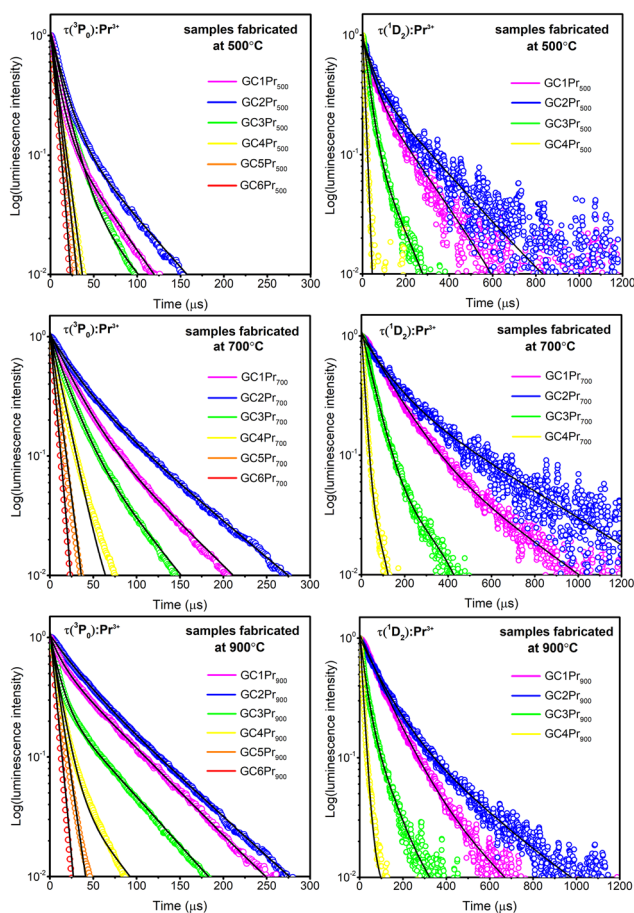 τ(³P₀):Pr³⁺
samples fabricated
at 500°C
GC1Pr₅₀₀
GC2Pr₅₀₀
GC3Pr₅₀₀
GC4Pr₅₀₀
GC5Pr₅₀₀
GC6Pr₅₀₀
Log(luminescence intensity)
10⁰
10⁻¹
10⁻²
0 50 100 150 200 250 300
Time (μs)
τ(¹D₂):Pr³⁺
samples fabricated
at 500°C
GC1Pr₅₀₀
GC2Pr₅₀₀
GC3Pr₅₀₀
GC4Pr₅₀₀
Log(luminescence intensity)
10⁰
10⁻¹
10⁻²
0 200 400 600 800 1000 1200
Time (μs)
τ(³P₀):Pr³⁺
samples fabricated
at 700°C
GC1Pr₇₀₀
GC2Pr₇₀₀
GC3Pr₇₀₀
GC4Pr₇₀₀
GC5Pr₇₀₀
GC6Pr₇₀₀
Log(luminescence intensity)
10⁰
10⁻¹
10⁻²
0 50 100 150 200 250 300
Time (μs)
τ(¹D₂):Pr³⁺
samples fabricated
at 700°C
GC1Pr₇₀₀
GC2Pr₇₀₀
GC3Pr₇₀₀
GC4Pr₇₀₀
Log(luminescence intensity)
10⁰
10⁻¹
10⁻²
0 200 400 600 800 1000 1200
Time (μs)
τ(³P₀):Pr³⁺
samples fabricated
at 900°C
GC1Pr₉₀₀
GC2Pr₉₀₀
GC3Pr₉₀₀
GC4Pr₉₀₀
GC5Pr₉₀₀
GC6Pr₉₀₀
Log(luminescence intensity)
10⁰
10⁻¹
10⁻²
0 50 100 150 200 250 300
Time (μs)
τ(¹D₂):Pr³⁺
samples fabricated
at 900°C
GC1Pr₉₀₀
GC2Pr₉₀₀
GC3Pr₉₀₀
GC4Pr₉₀₀
Log(luminescence intensity)
10⁰
10⁻¹
10⁻²
0 200 400 600 800 1000 1200
Time (μs)